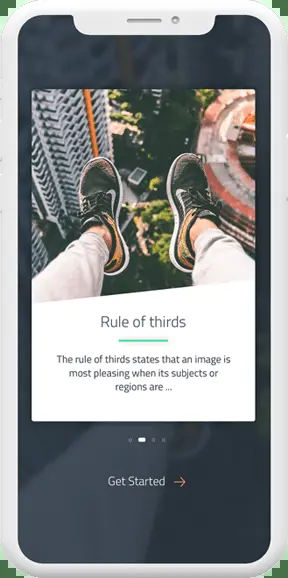 Rule of thirds
The rule of thirds states that an image is
most pleasing when its subjects or
regions are ...
Get Started →